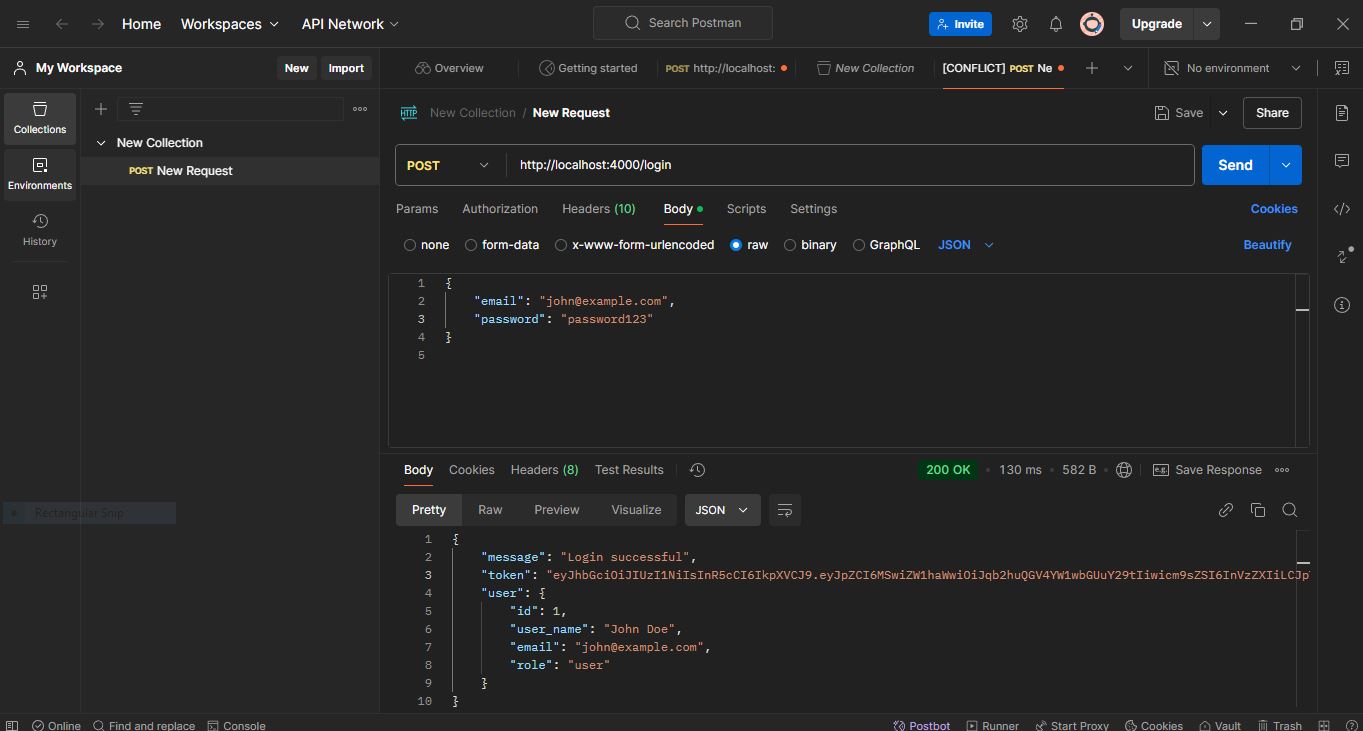 Home Workspaces API Network Search Postman Invite Upgrade
My Workspace New Import Overview Getting started POST http://localhost: New Collection [CONFLICT] POST Ne No environment
Collections
New Collection
POST New Request
Environments
History
Rectangular Snip
HTTP New Collection / New Request Save Share
POST http://localhost:4000/login Send
Params Authorization Headers (10) Body Scripts Settings Cookies
none form-data x-www-form-urlencoded raw binary GraphQL JSON Beautify
1 {
2 "email": "john@example.com",
3 "password": "password123"
4 }
5
Body Cookies Headers (8) Test Results 200 OK 130 ms 582 B e.g. Save Response
Pretty Raw Preview Visualize JSON
1 {
2 "message": "Login successful",
3 "token": "eyJhbGciOiJIUzI1NiIsInR5cCI6IkpXVCJ9.eyJpZCI6MSwiZW1haWwiOiJqb2huQGV4YW1wbGUuY29tIiwicm9sZSI6InVzZXIiLCJp
4 "user": {
5 "id": 1,
6 "user_name": "John Doe",
7 "email": "john@example.com",
8 "role": "user"
9 }
10 }
Online Find and replace Console Postbot Runner Start Proxy Cookies Vault Trash